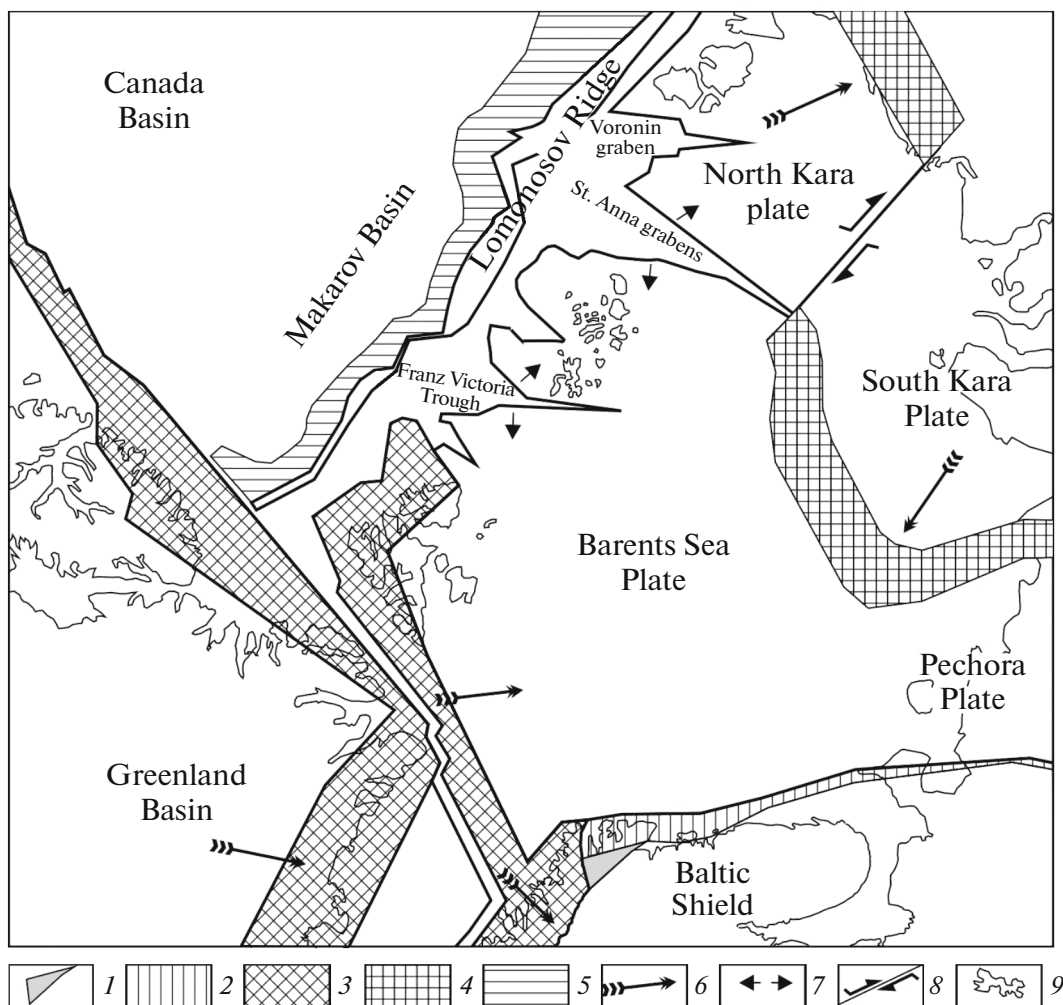 Canada
Basin
Makarov Basin
Lomonosov Ridge
Voronin
graben
North Kara
plate
St. Anna grabens
Franz Victoria
Trough
South Kara
Plate
Barents Sea
Plate
Pechora
Plate
Greenland
Basin
Baltic
Shield
1 2 3 4 5 6 7 8 9